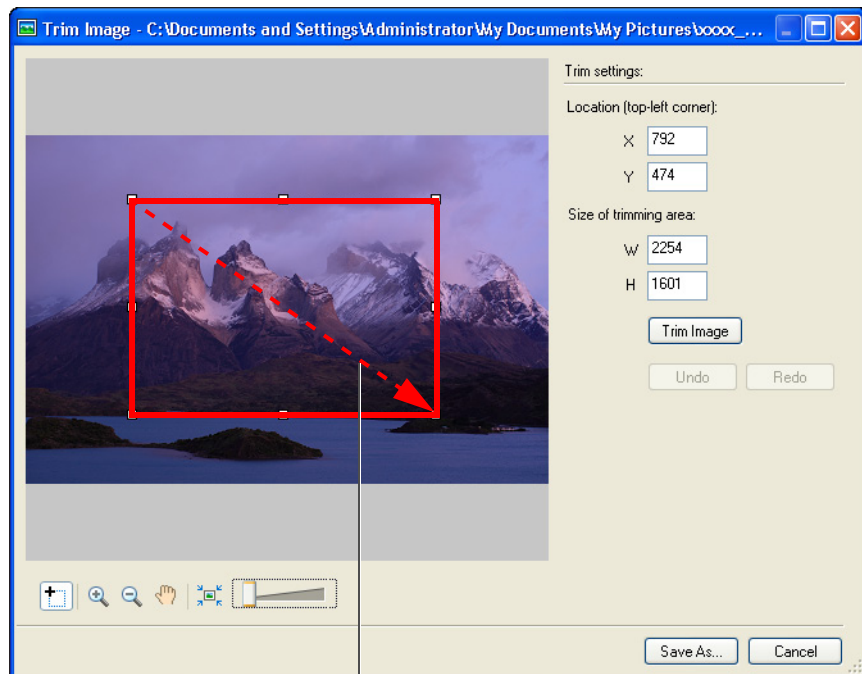 Trim Image - C:\Documents and Settings\Administrator\My Documents\My Pictures\xxxx_...
Trim settings:
Location (top-left corner):
X 792
Y 474
Size of trimming area:
W 2254
H 1601
Trim Image
Undo Redo
Save As... Cancel